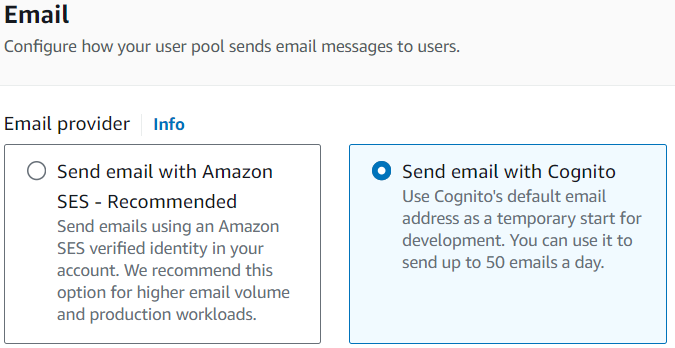 Email
Configure how your user pool sends email messages to users.
Email provider Info
Send email with Amazon
SES - Recommended
Send emails using an Amazon
SES verified identity in your
account. We recommend this
option for higher email volume
and production workloads.
Send email with Cognito
Use Cognito's default email
address as a temporary start for
development. You can use it to
send up to 50 emails a day.